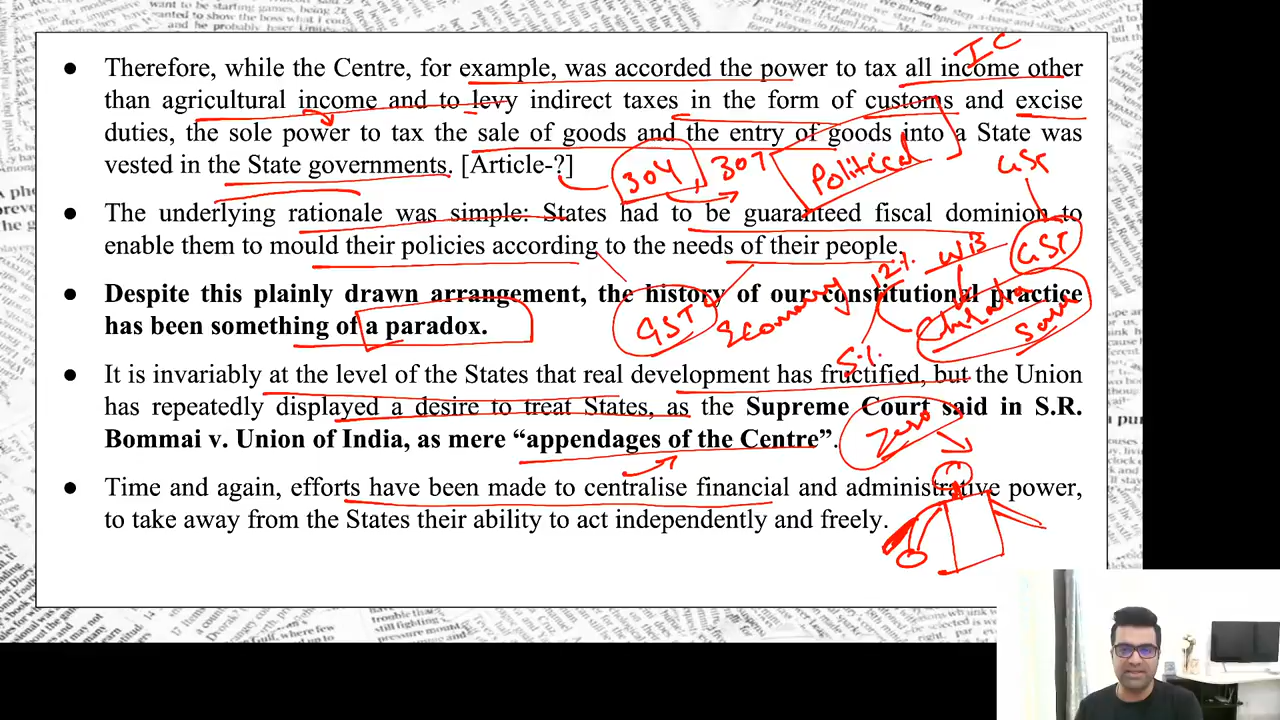 ● Therefore, while the Centre, for example, was accorded the power to tax all income other
than agricultural income and to levy indirect taxes in the form of customs and excise
duties, the sole power to tax the sale of goods and the entry of goods into a State was
vested in the State governments. [Article-?]
● The underlying rationale was simple: States had to be guaranteed fiscal dominion to
enable them to mould their policies according to the needs of their people.
● Despite this plainly drawn arrangement, the history of our constitutional practice
has been something of a paradox.
● It is invariably at the level of the States that real development has fructified, but the Union
has repeatedly displayed a desire to treat States, as the Supreme Court said in S.R.
Bommai v. Union of India, as mere “appendages of the Centre”.
● Time and again, efforts have been made to centralise financial and administrative power,
to take away from the States their ability to act independently and freely.
304, 307
Political
GST
WB
12%
GST
Economy
5%
Zero